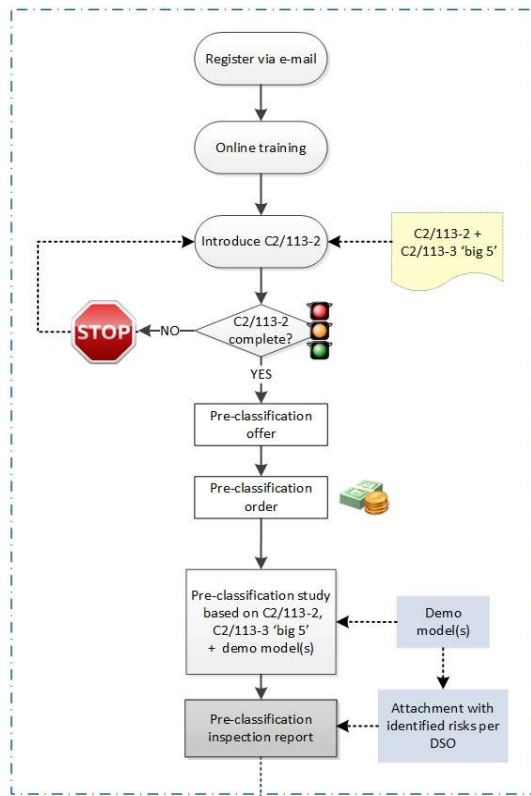 Register via e-mail
Online training
Introduce C2/113-2
C2/113-2 +
C2/113-3 ‘big 5’
STOP
NO
C2/113-2
complete?
YES
Pre-classification
offer
Pre-classification
order
Pre-classification study
based on C2/113-2,
C2/113-3 ‘big 5’
+ demo model(s)
Demo
model(s)
Pre-classification
inspection report
Attachment with
identified risks per
DSO